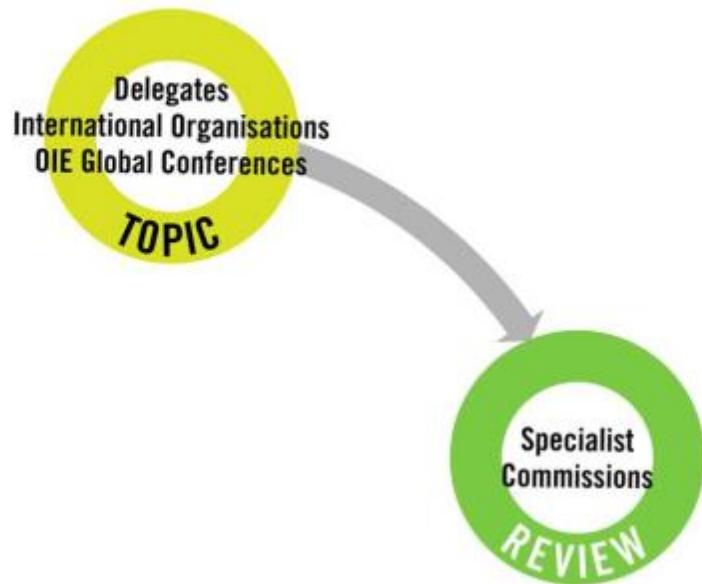 Delegates
International Organisations
OIE Global Conferences
TOPIC
Specialist
Commissions
REVIEW